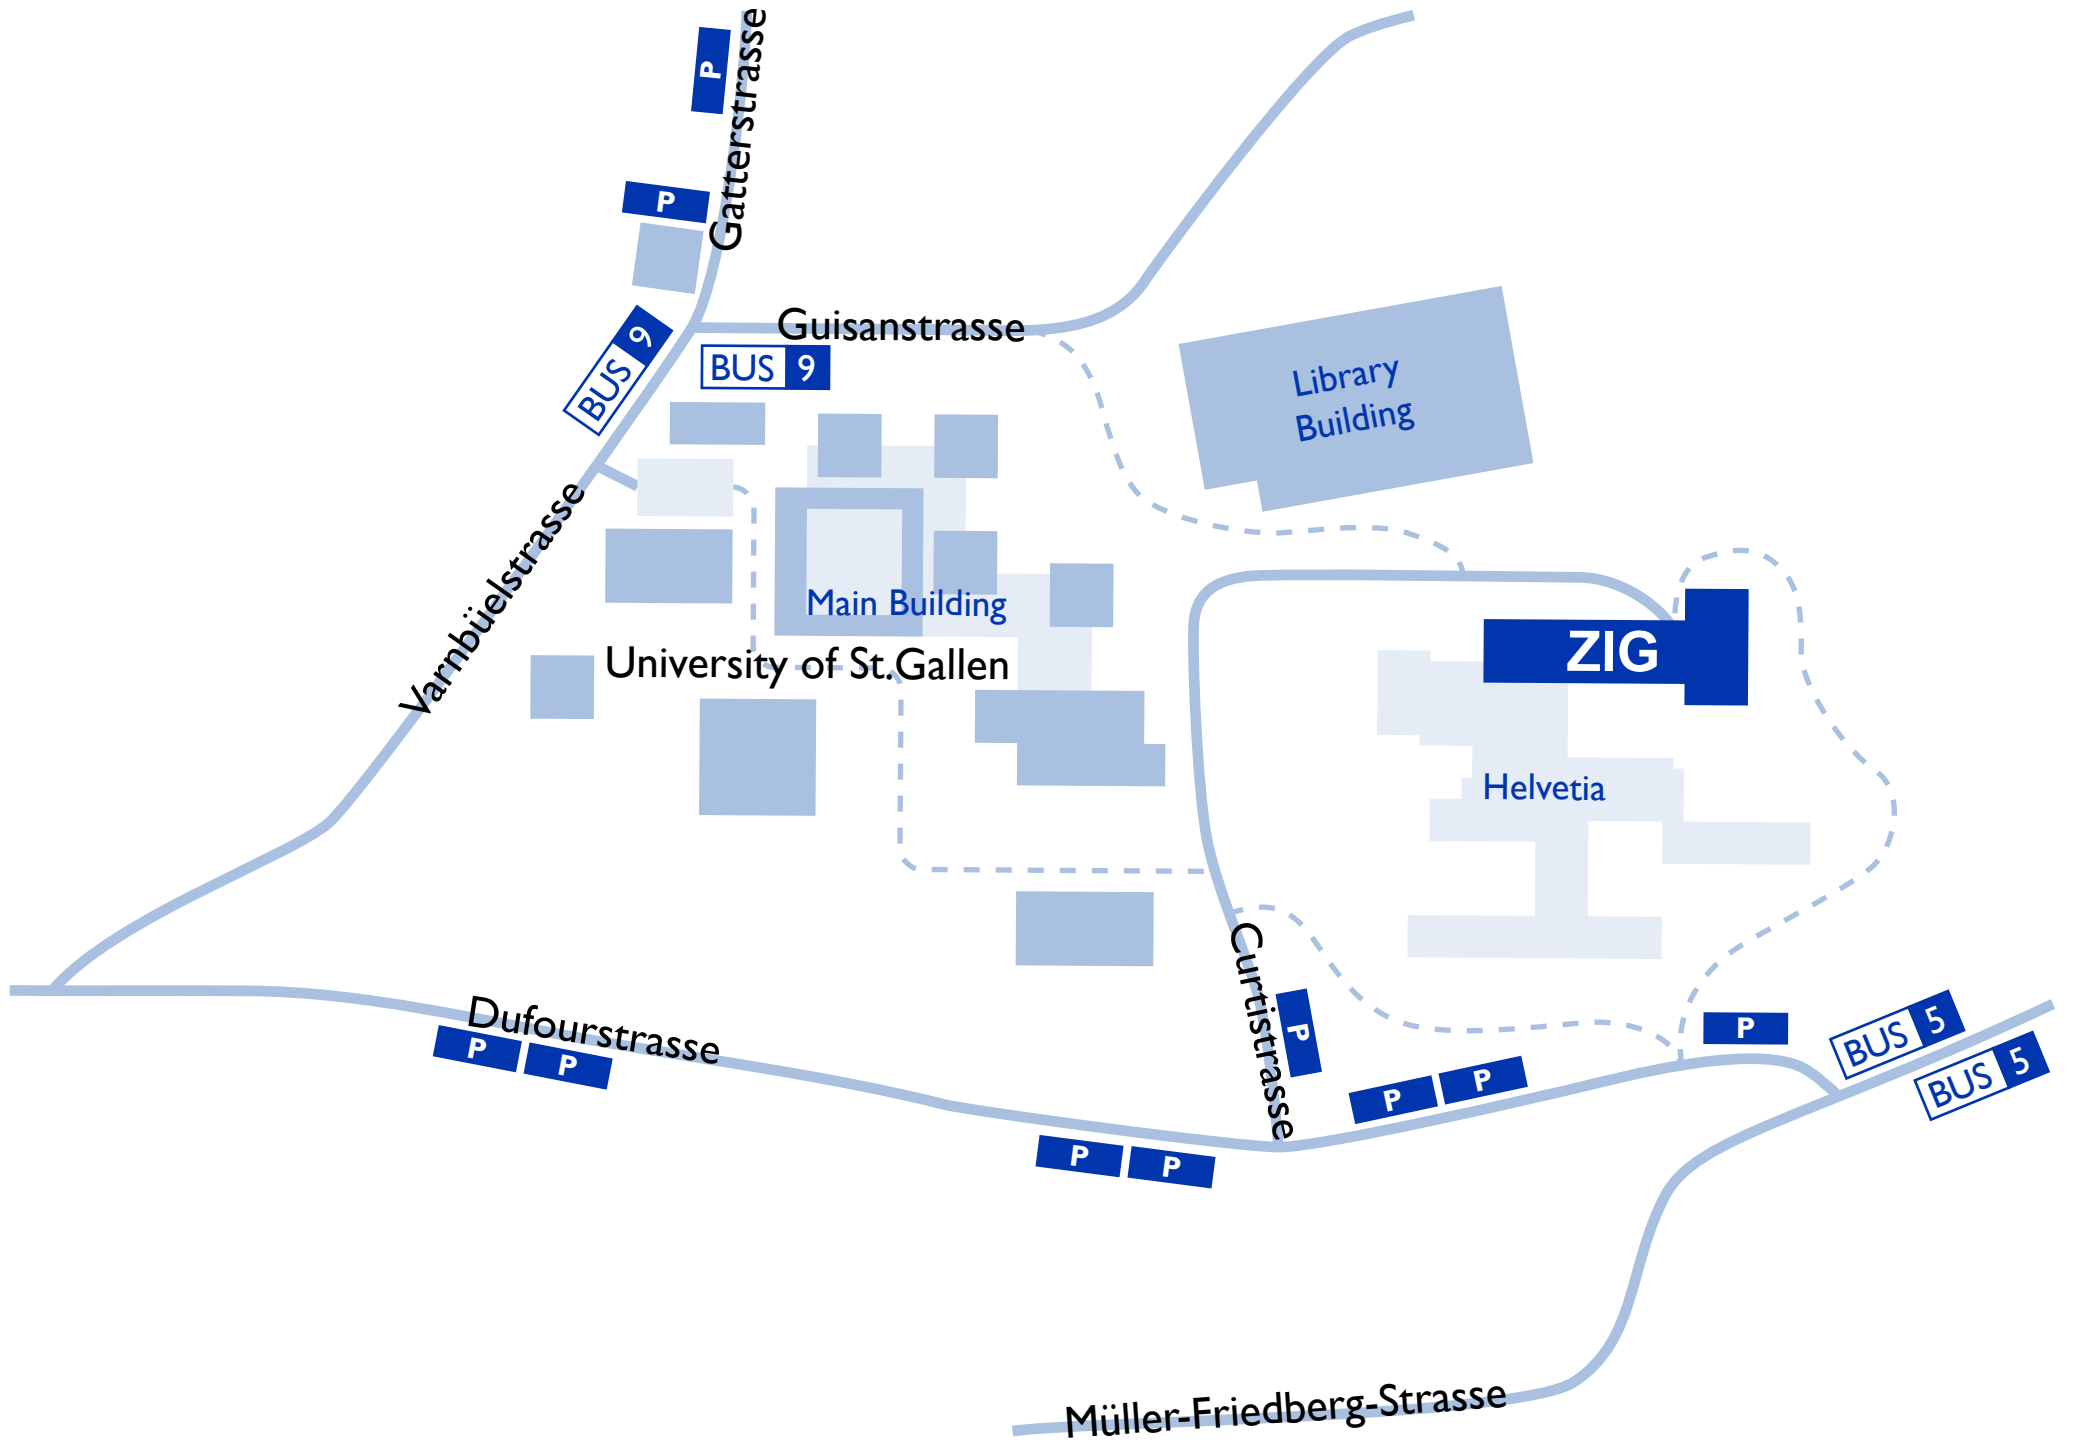 P
Gatterstrasse
P
Guisanstrasse
BUS 9
BUS 9
Library
Building
Varnbüelstrasse
Main Building
ZIG
University of St.Gallen
Helvetia
Curtistrasse
P
Dufourstrasse
P
P
P
BUS 5
BUS 5
P
P
P
P
Müller-Friedberg-Strasse